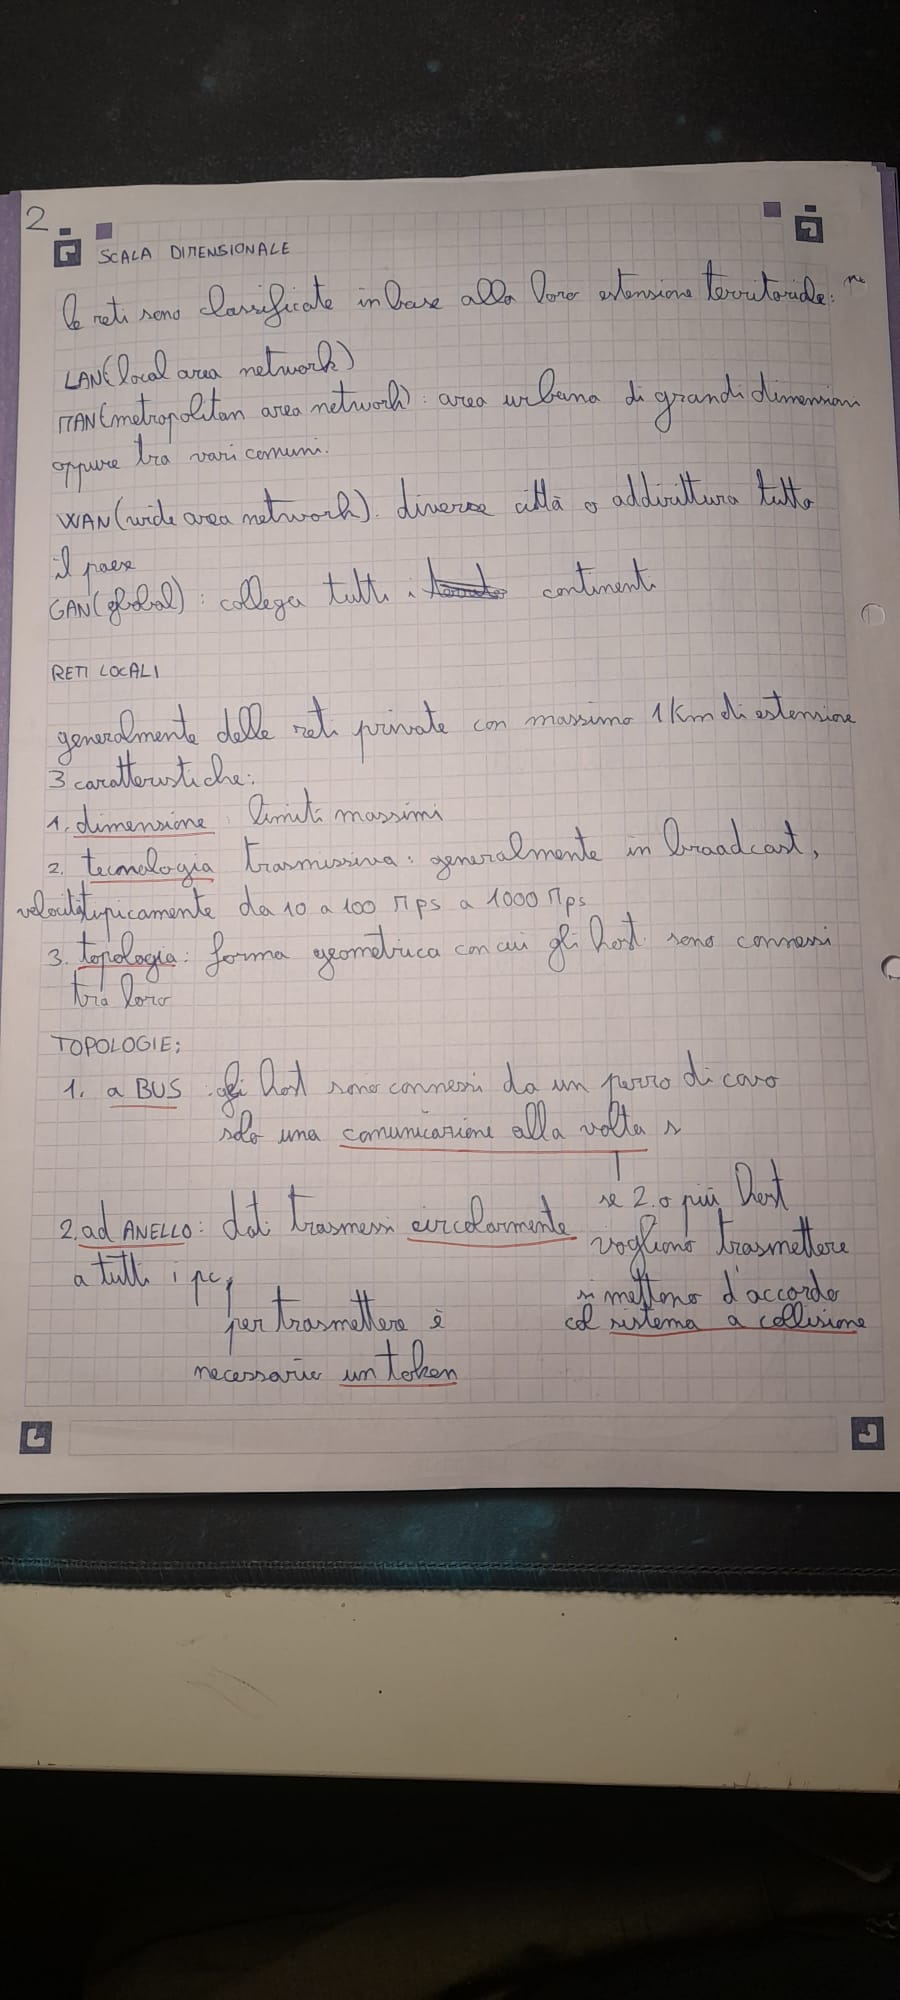 2
SCALA DIMENSIONALE
le reti sono classificate in base alla loro estensione territoriale:
LAN(local area network)
MAN(metropolitan area network): area urbana di grandi dimensioni
oppure tra vari comuni.
WAN(wide area network). diverse città o addirittura tutto
il paese
GAN(global): collega tutti i continenti
RETI LOCALI
generalmente delle reti private con massimo 1 Km di estensione
3 caratteristiche:
1. dimensione: limiti massimi
2. tecnologia trasmissiva: generalmente in broadcast,
velocità tipicamente da 10 a 100 Mps a 1000 Mps
3. topologia: forma geometrica con cui gli host sono connessi
tra loro
TOPOLOGIE:
1. a BUS: gli host sono connessi da un pezzo di cavo
solo una comunicazione alla volta
se 2 o più host
vogliono trasmettere
si mettono d'accordo
col sistema a collisione
2. ad ANELLO: dati trasmessi circolarmente
a tutti i pc,
per trasmettere è
necessario un token